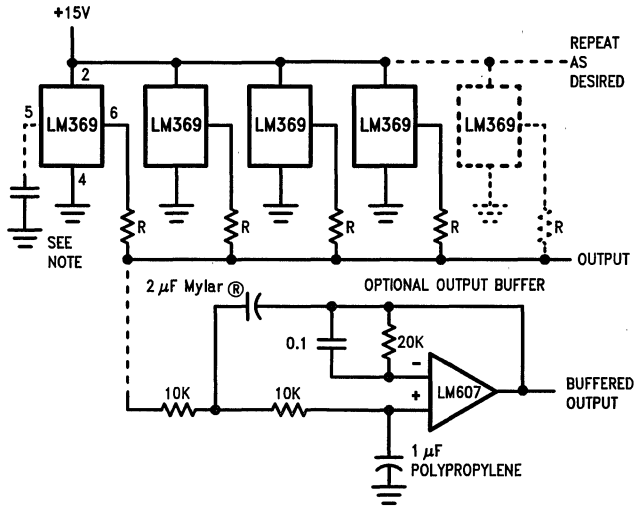 +15V
2
5
6
4
LM369
LM369
LM369
LM369
LM369
REPEAT
AS
DESIRED
R
R
R
R
R
SEE
NOTE
OUTPUT
2 μF Mylar®
OPTIONAL OUTPUT BUFFER
0.1
20K
-
+
LM607
10K
10K
BUFFERED
OUTPUT
1 μF
POLYPROPYLENE